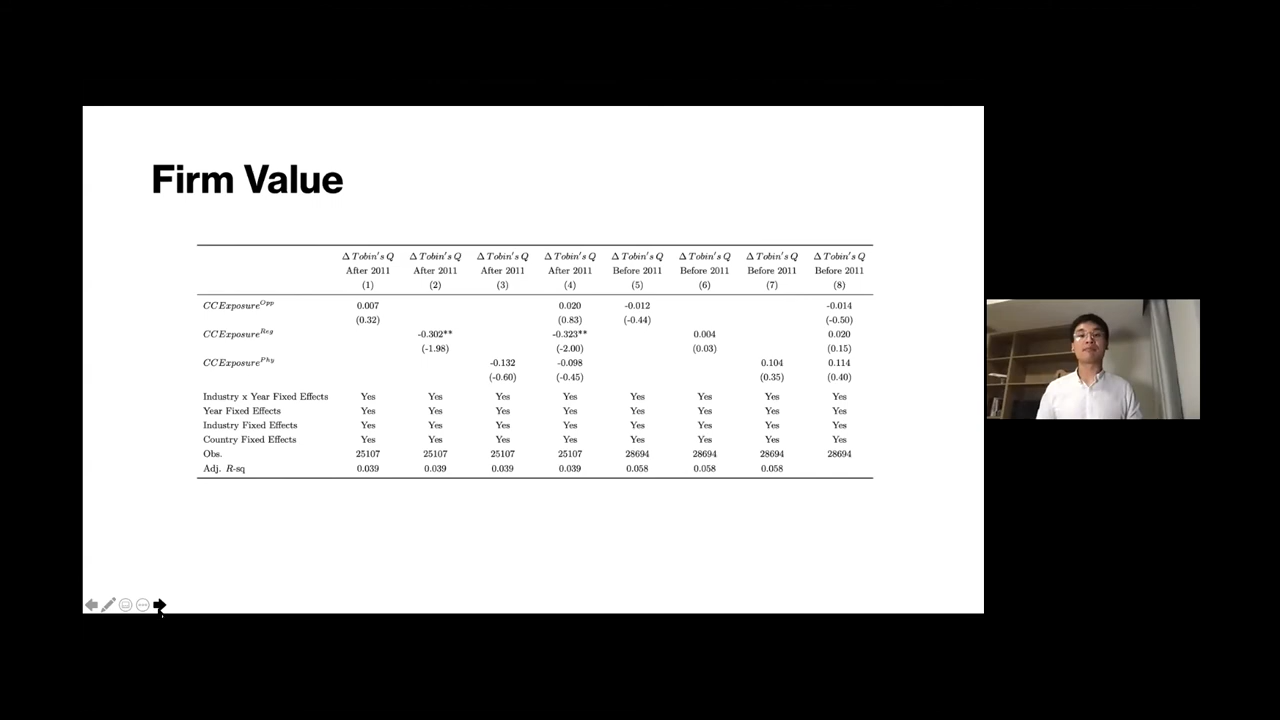 Firm Value
Δ Tobin's Q Δ Tobin's Q Δ Tobin's Q Δ Tobin's Q Δ Tobin's Q Δ Tobin's Q Δ Tobin's Q Δ Tobin's Q
After 2011 After 2011 After 2011 After 2011 Before 2011 Before 2011 Before 2011 Before 2011
(1) (2) (3) (4) (5) (6) (7) (8)
CCExposure^Opp 0.007 0.020 -0.012 -0.014
(0.32) (0.83) (-0.44) (-0.50)
CCExposure^Reg -0.302** -0.323** 0.004 0.020
(-1.98) (-2.00) (0.03) (0.15)
CCExposure^Phy -0.132 -0.098 0.104 0.114
(-0.60) (-0.45) (0.35) (0.40)
Industry x Year Fixed Effects Yes Yes Yes Yes Yes Yes Yes Yes
Year Fixed Effects Yes Yes Yes Yes Yes Yes Yes Yes
Industry Fixed Effects Yes Yes Yes Yes Yes Yes Yes Yes
Country Fixed Effects Yes Yes Yes Yes Yes Yes Yes Yes
Obs. 25107 25107 25107 25107 28694 28694 28694 28694
Adj. R-sq 0.039 0.039 0.039 0.039 0.058 0.058 0.058